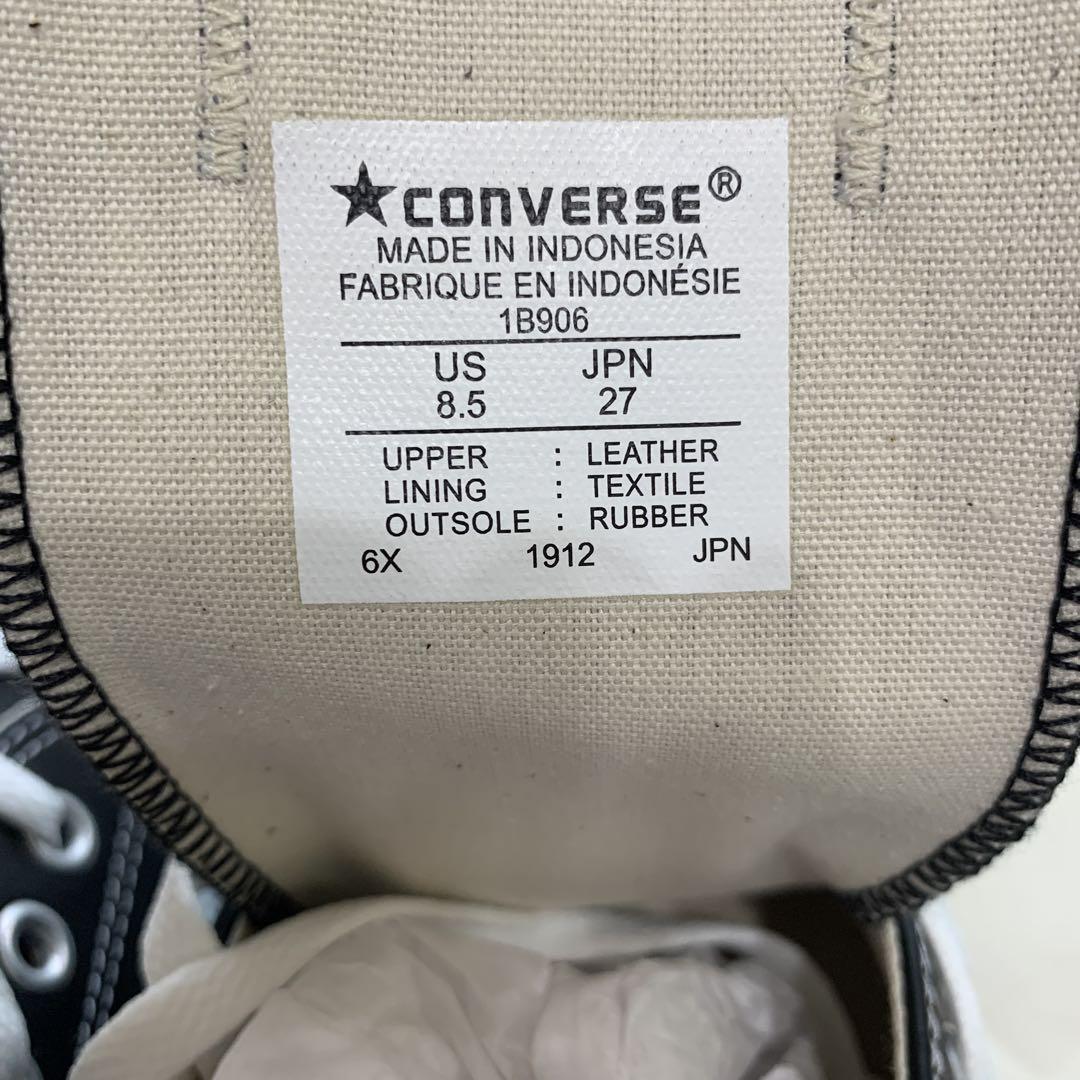 CONVERSE®
MADE IN INDONESIA
FABRIQUE EN INDONÉSIE
1B906
US JPN
8.5 27
UPPER : LEATHER
LINING : TEXTILE
OUTSOLE : RUBBER
6X 1912 JPN